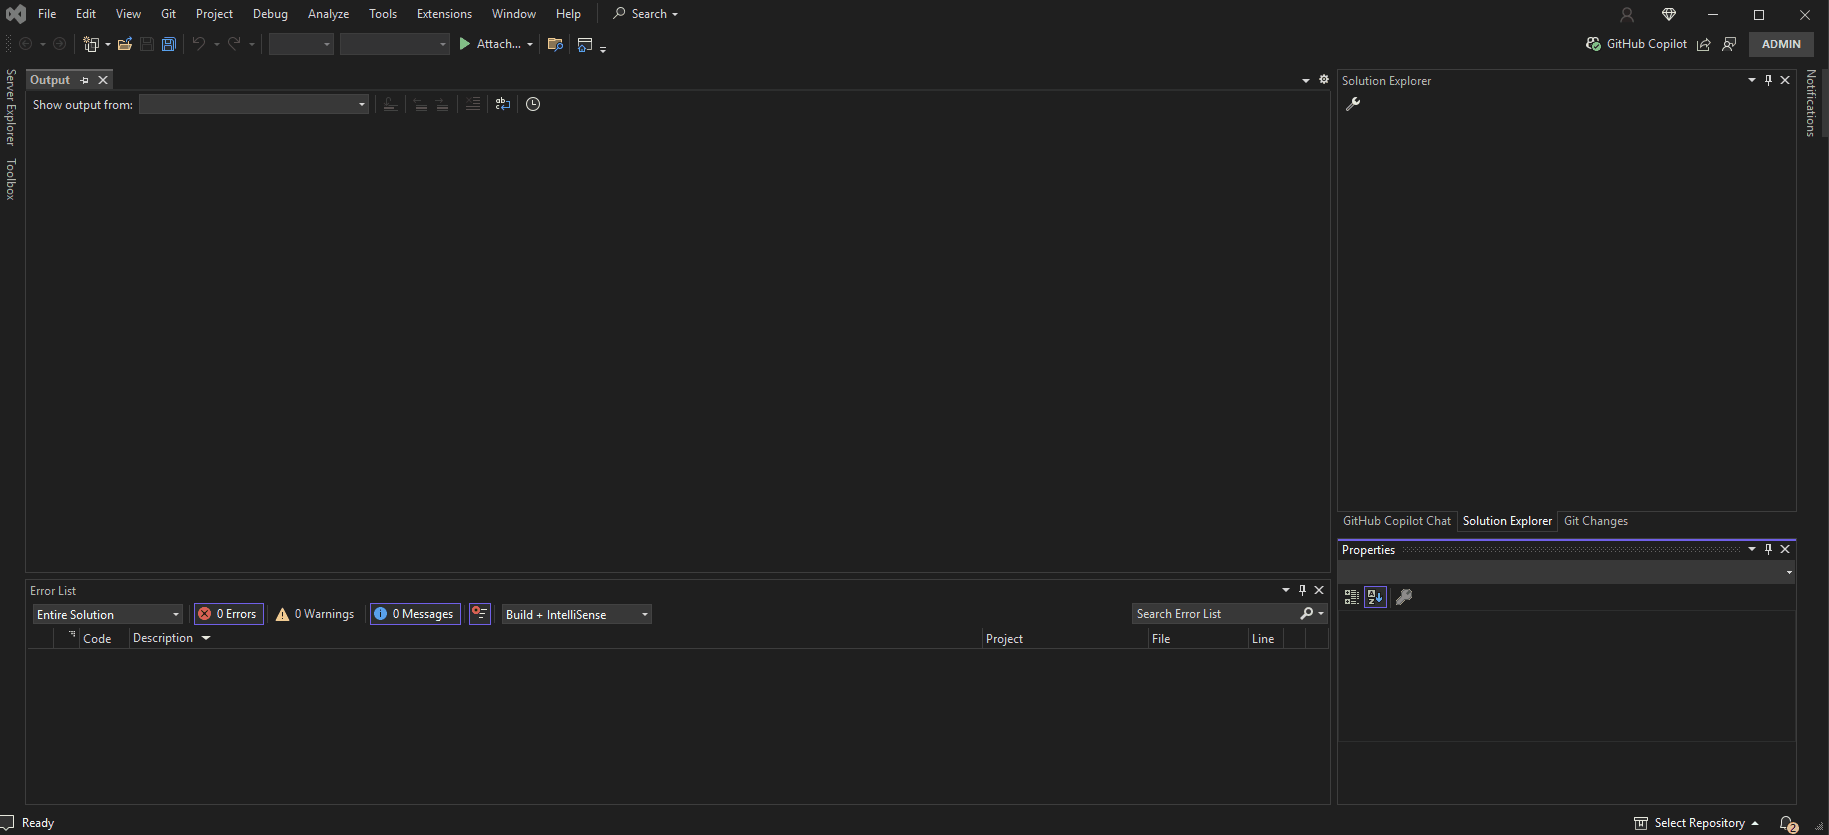 File Edit View Git Project Debug Analyze Tools Extensions Window Help Search
Attach... GitHub Copilot ADMIN
Server Explorer
Toolbox
Output
Show output from:
Error List
Entire Solution 0 Errors 0 Warnings 0 Messages Build + IntelliSense Search Error List
Code Description Project File Line
Solution Explorer
GitHub Copilot Chat Solution Explorer Git Changes
Properties
Notifications
Ready Select Repository 2